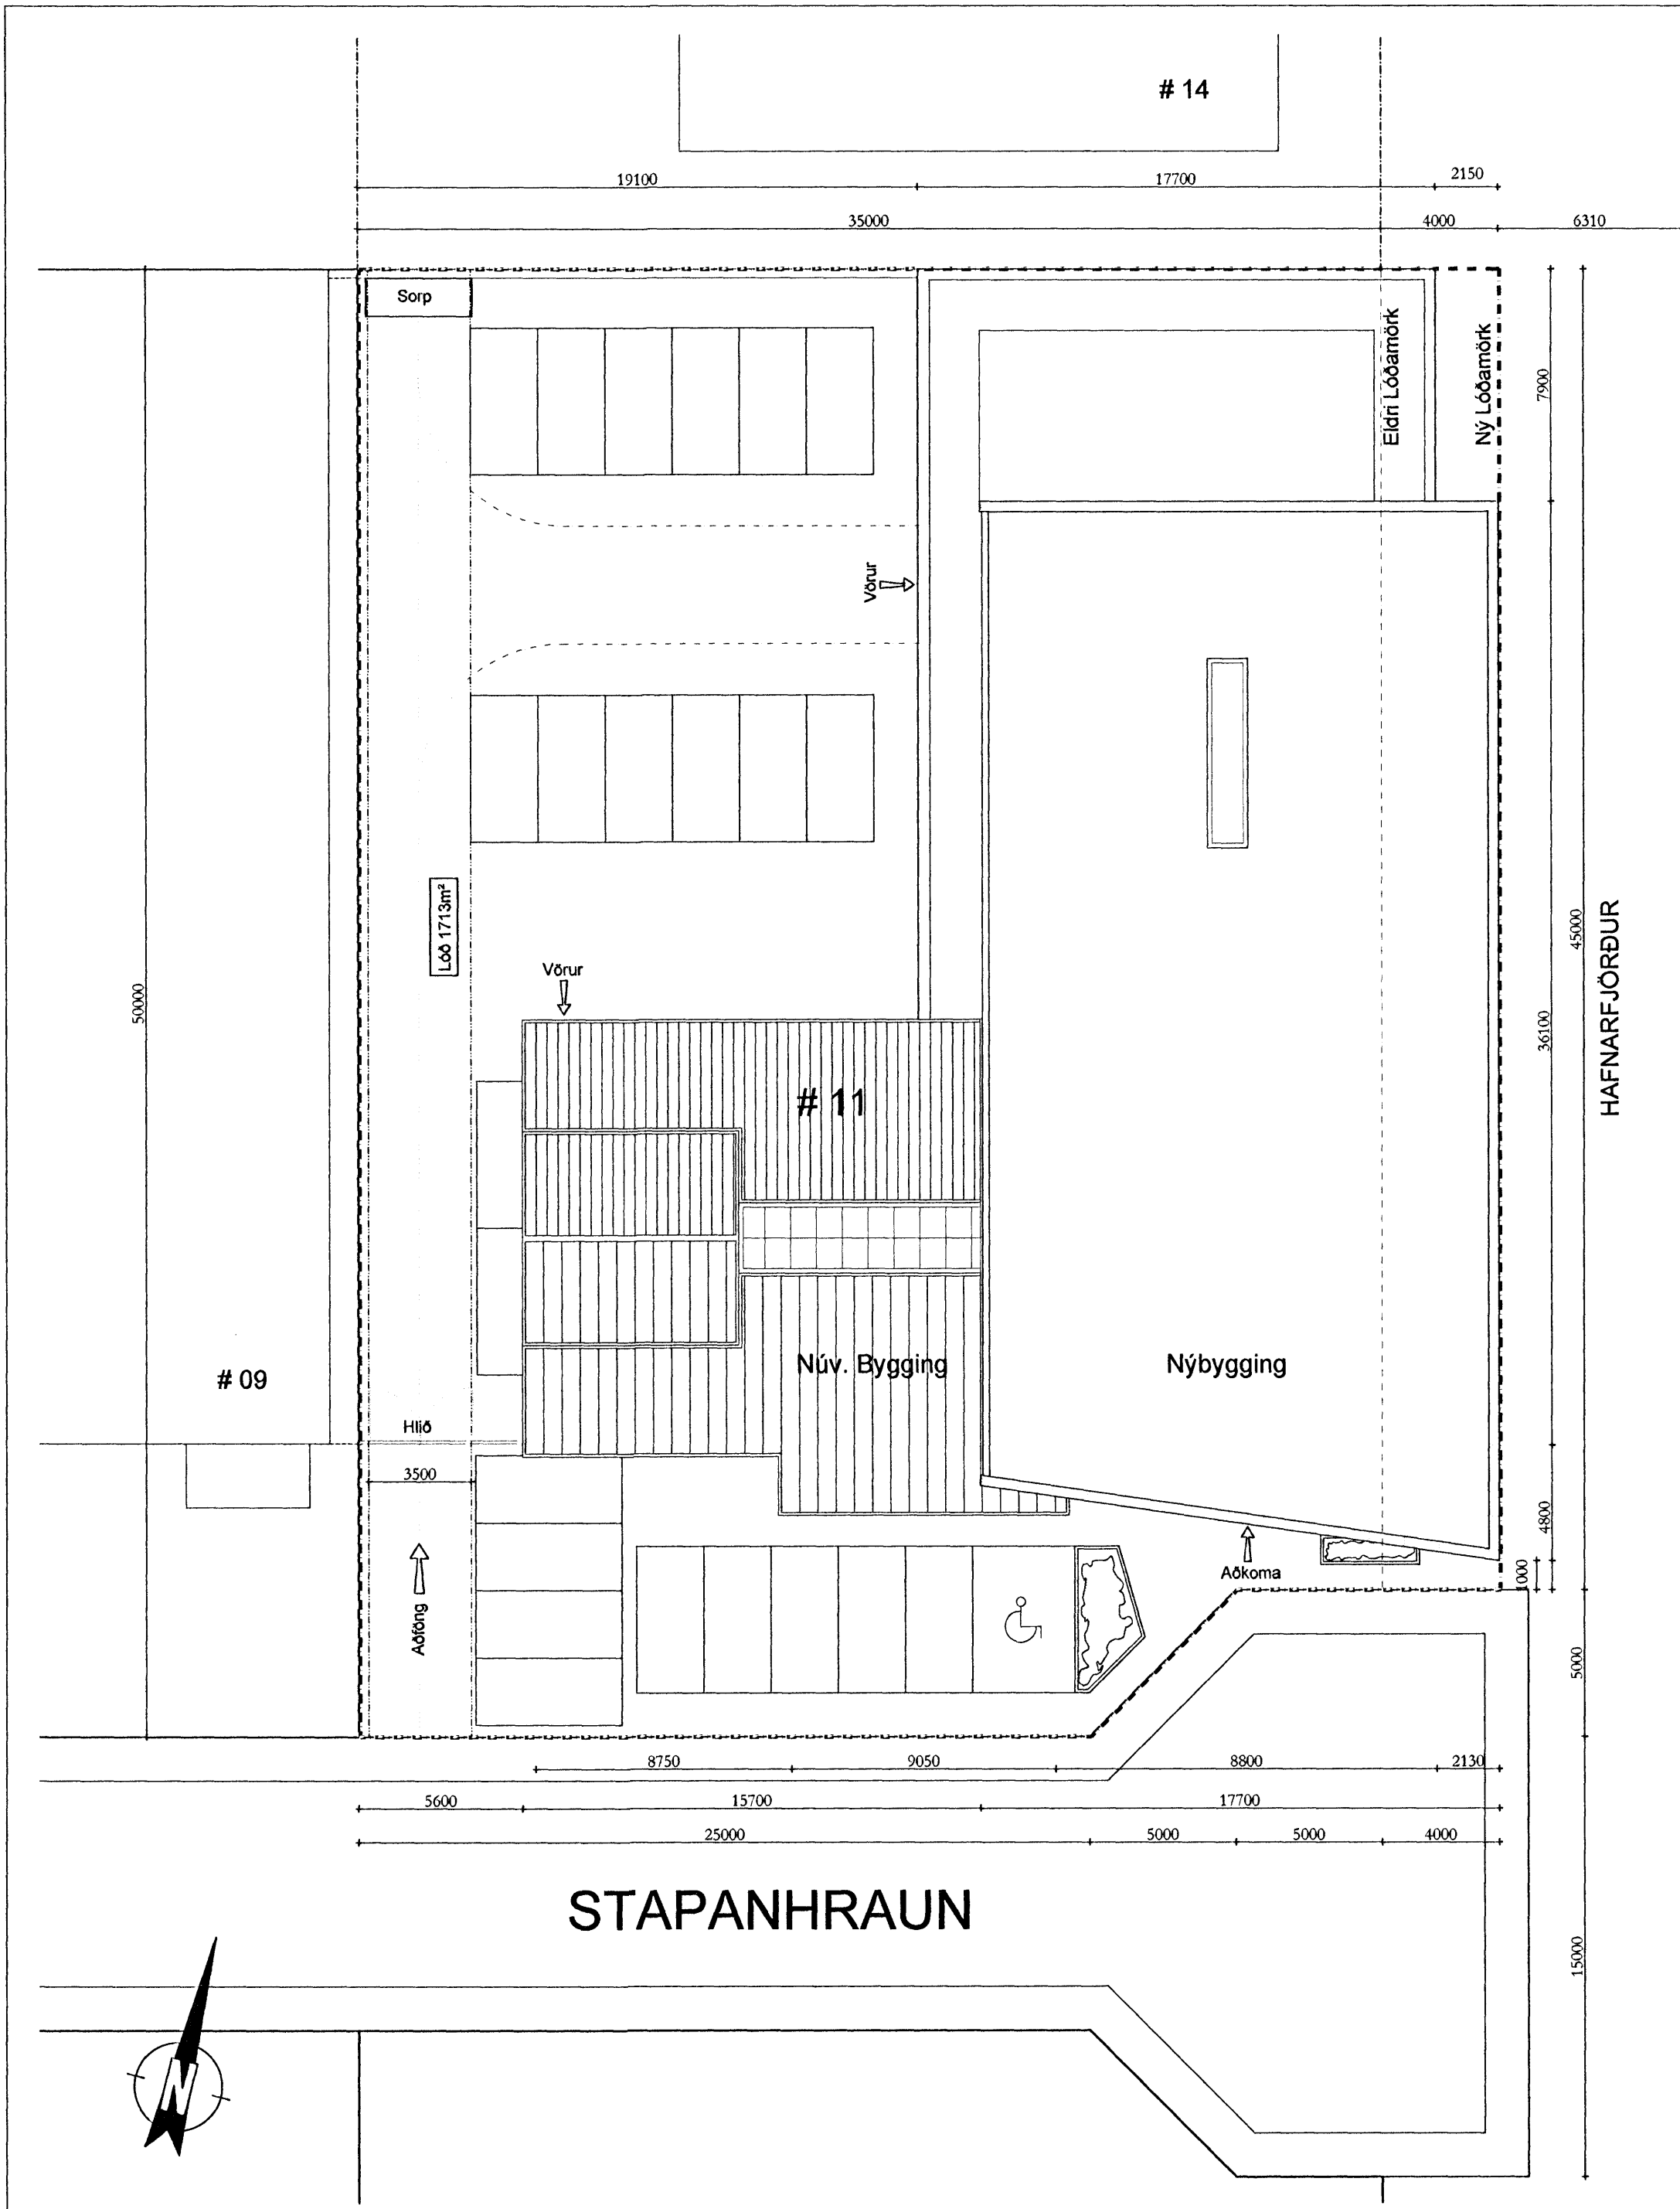 # 14
19100
17700
2150
35000
4000
6310
Sorp
Eldri Lóðamörk
Ný Lóðamörk
7900
Vörur
Lóð 1713m²
45000
HAFNARFJÖRÐUR
Vörur
50000
36100
# 11
# 09
Núv. Bygging
Nýbygging
Hlið
3500
4800
Aðkoma
1000
Aðföng
5000
8750
9050
8800
2130
5600
15700
17700
25000
5000
5000
4000
STAPANHRAUN
15000